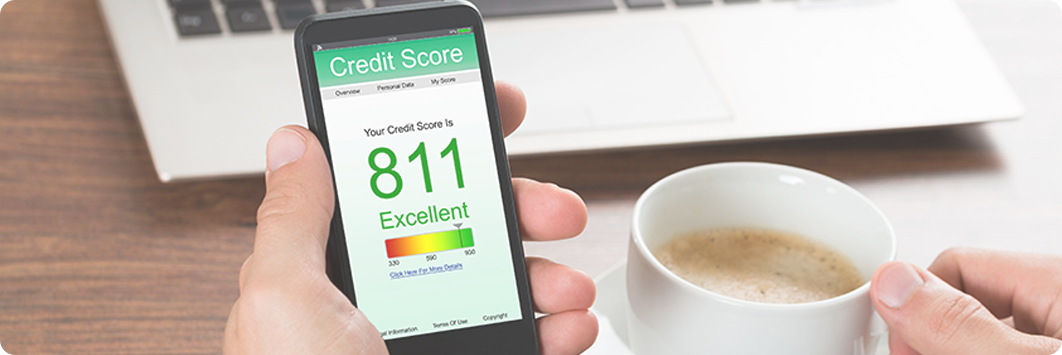 Credit Score
Overview Personal Data My Score
Your Credit Score Is
811
Excellent
330 590 900
Click Here For More Details
Information Terms Of Use Copyright